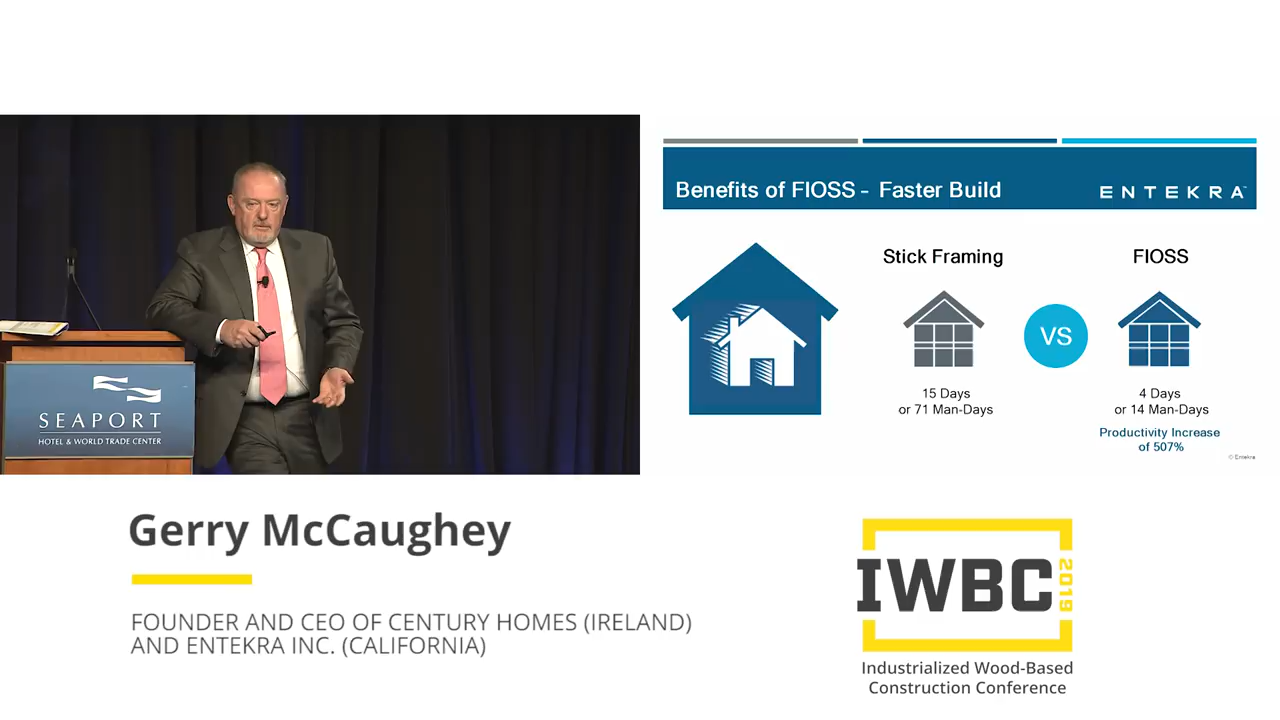 SEAPORT
HOTEL & WORLD TRADE CENTER
Benefits of FIOSS – Faster Build
ENTEKRA™
Stick Framing
15 Days
or 71 Man-Days
VS
FIOSS
4 Days
or 14 Man-Days
Productivity Increase
of 507%
© Entekra
Gerry McCaughey
FOUNDER AND CEO OF CENTURY HOMES (IRELAND)
AND ENTEKRA INC. (CALIFORNIA)
IWBC
2019
Industrialized Wood-Based
Construction Conference